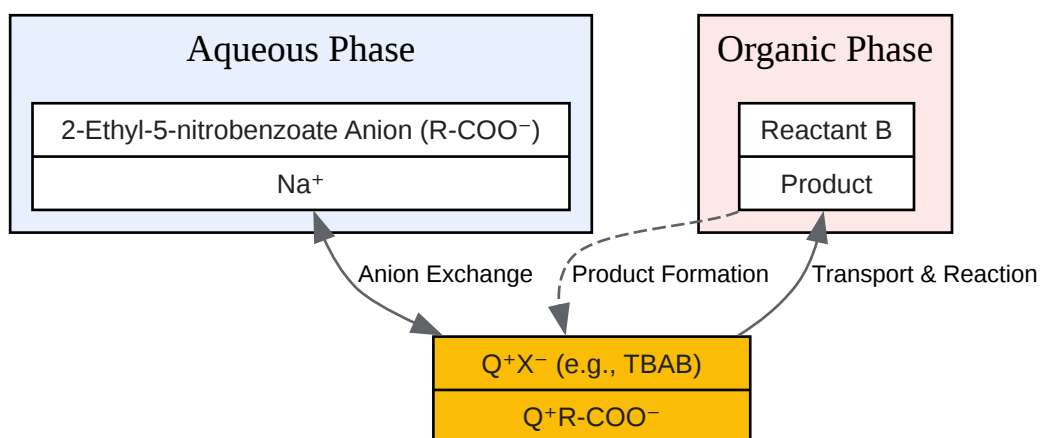 Aqueous Phase
2-Ethyl-5-nitrobenzoate Anion (R-COO⁻)
Na⁺
Organic Phase
Reactant B
Product
Anion Exchange
Product Formation
Transport & Reaction
Q⁺X⁻ (e.g., TBAB)
Q⁺R-COO⁻